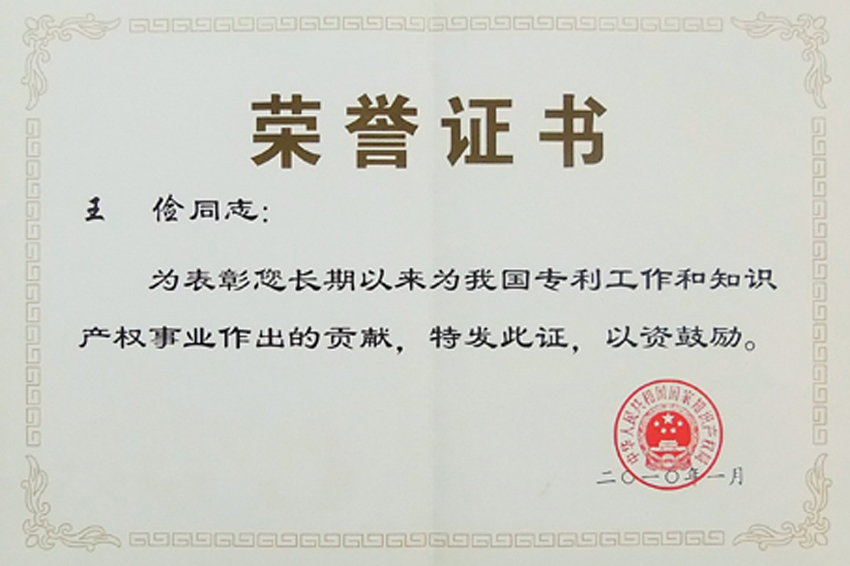 荣誉证书
王 俭同志：
为表彰您长期以来为我国专利工作和知识
产权事业作出的贡献，特发此证，以资鼓励。
中华人民共和国国家知识产权局
二〇一〇年一月